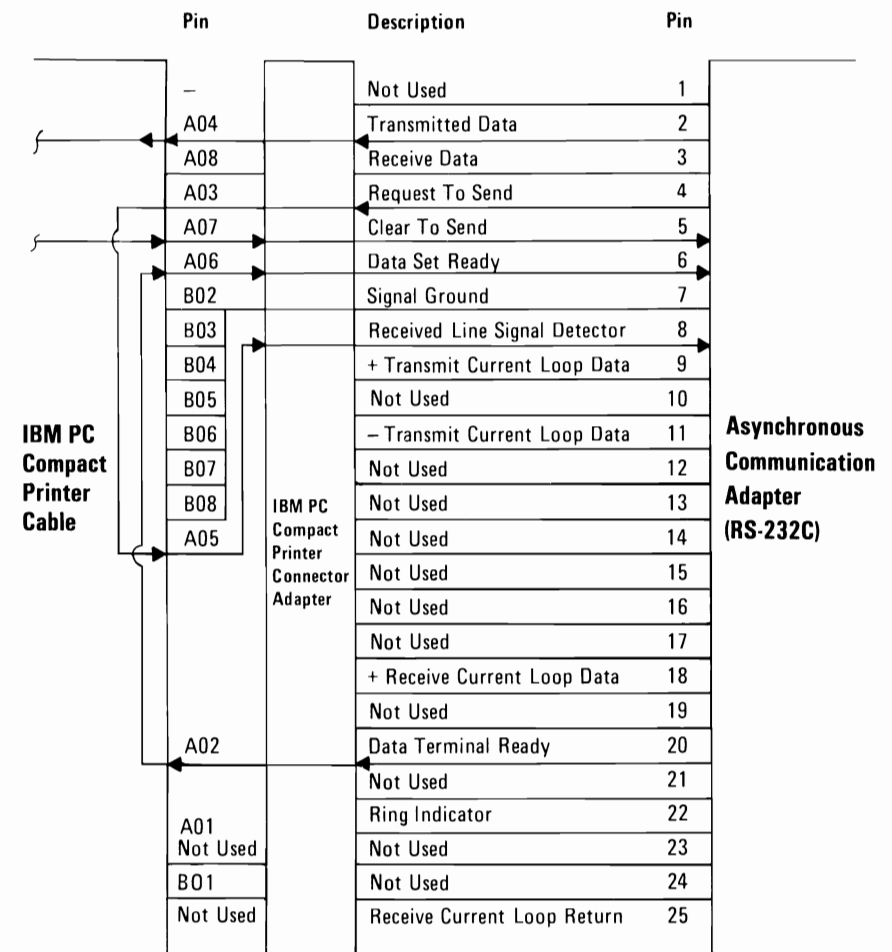 Pin Description Pin
– Not Used 1
A04 Transmitted Data 2
A08 Receive Data 3
A03 Request To Send 4
A07 Clear To Send 5
A06 Data Set Ready 6
B02 Signal Ground 7
B03 Received Line Signal Detector 8
B04 + Transmit Current Loop Data 9
B05 Not Used 10
B06 – Transmit Current Loop Data 11
B07 Not Used 12
B08 Not Used 13
A05 Not Used 14
Not Used 15
Not Used 16
Not Used 17
+ Receive Current Loop Data 18
Not Used 19
A02 Data Terminal Ready 20
Not Used 21
Ring Indicator 22
A01
Not Used Not Used 23
B01 Not Used 24
Not Used Receive Current Loop Return 25
IBM PC
Compact
Printer
Cable
IBM PC
Compact
Printer
Connector
Adapter
Asynchronous
Communication
Adapter
(RS-232C)